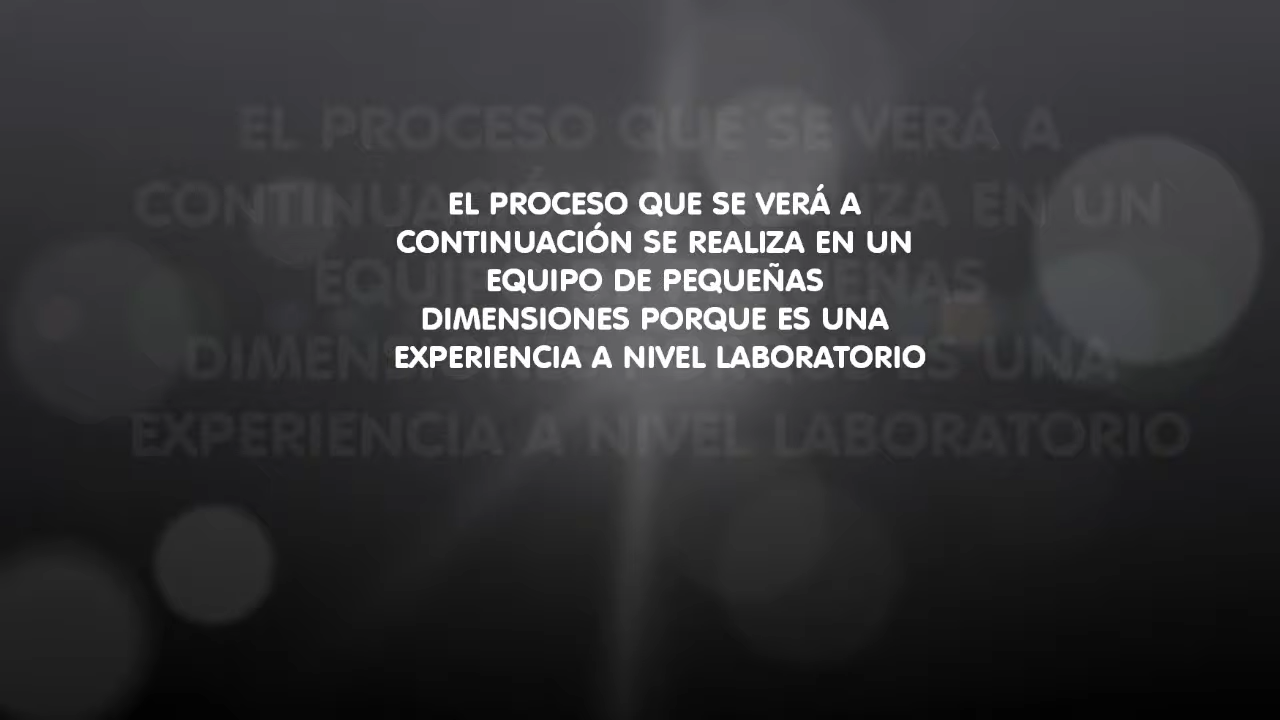 EL PROCESO QUE SE VERÁ A
CONTINUACIÓN SE REALIZA EN UN
EQUIPO DE PEQUEÑAS
DIMENSIONES PORQUE ES UNA
EXPERIENCIA A NIVEL LABORATORIO